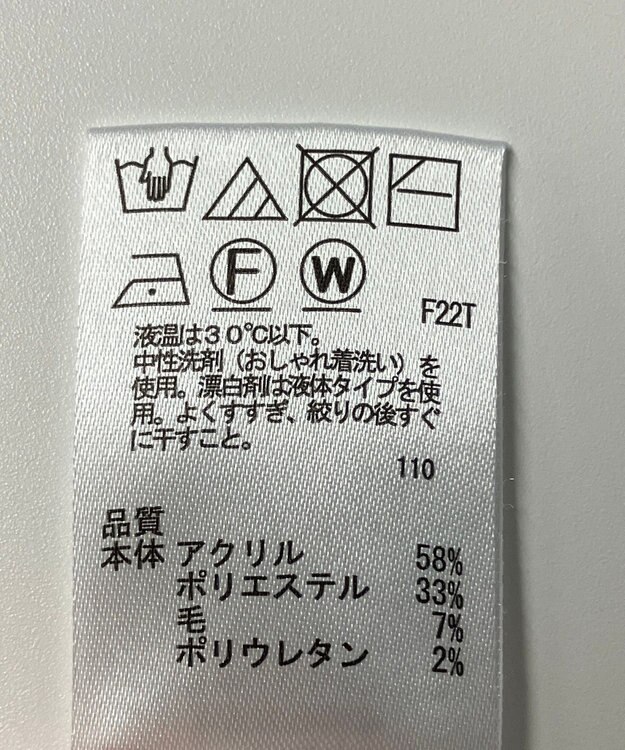 F
W
F22T
液温は30℃以下。
中性洗剤（おしゃれ着洗い）を
使用。漂白剤は液体タイプを使
用。よくすすぎ、絞りの後すぐ
に干すこと。
110
品質
本体 アクリル 58%
ポリエステル 33%
毛 7%
ポリウレタン 2%